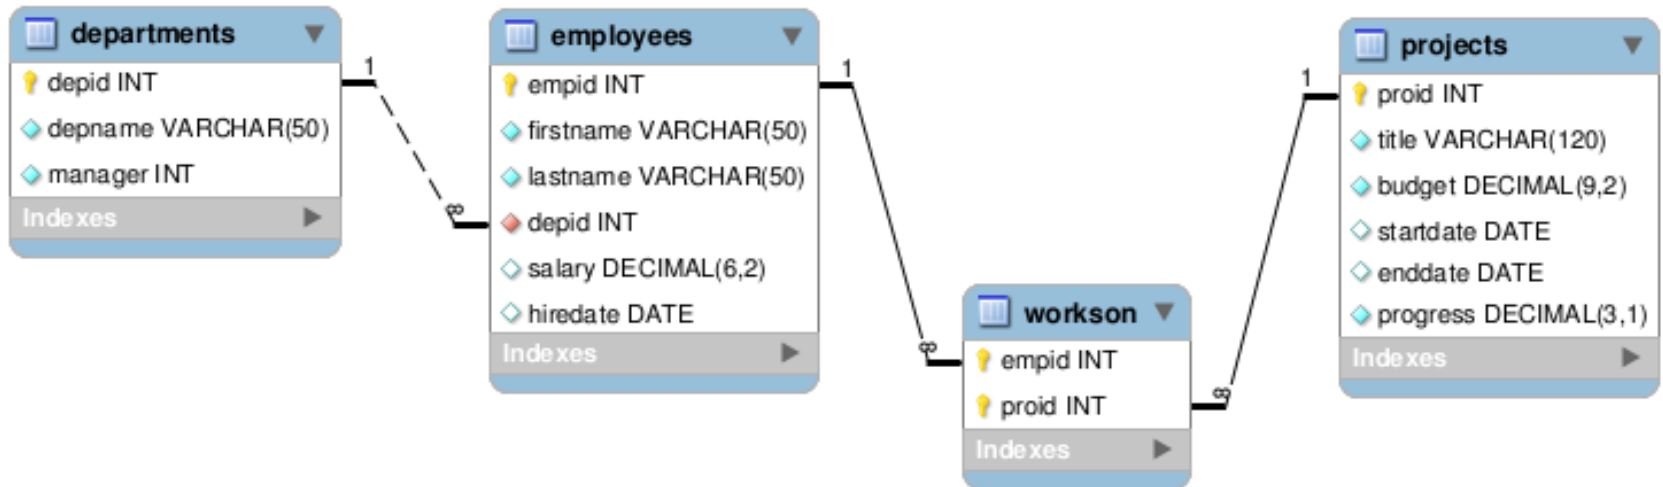 departments
depid INT
depname VARCHAR(50)
manager INT
Indexes
1
∞
employees
empid INT
firstname VARCHAR(50)
lastname VARCHAR(50)
depid INT
salary DECIMAL(6,2)
hiredate DATE
Indexes
1
∞
workson
empid INT
proid INT
Indexes
∞
1
projects
proid INT
title VARCHAR(120)
budget DECIMAL(9,2)
startdate DATE
enddate DATE
progress DECIMAL(3,1)
Indexes